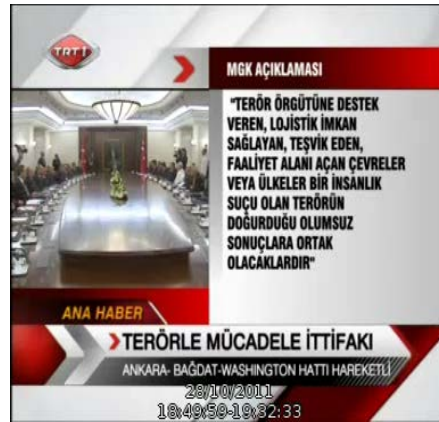 TRT 1
MGK AÇIKLAMASI
"TERÖR ÖRGÜTÜNE DESTEK
VEREN, LOJİSTİK İMKAN
SAĞLAYAN, TEŞVİK EDEN,
FAALİYET ALANI AÇAN ÇEVRELER
VEYA ÜLKELER BİR İNSANLIK
SUÇU OLAN TERÖRÜN
DOĞURDUĞU OLUMSUZ
SONUÇLARA ORTAK
OLACAKLARDIR"
ANA HABER
TERÖRLE MÜCADELE İTTİFAKI
ANKARA- BAĞDAT-WASHINGTON HATTI HAREKETLİ
28/10/2011
18:49:59-19:32:33